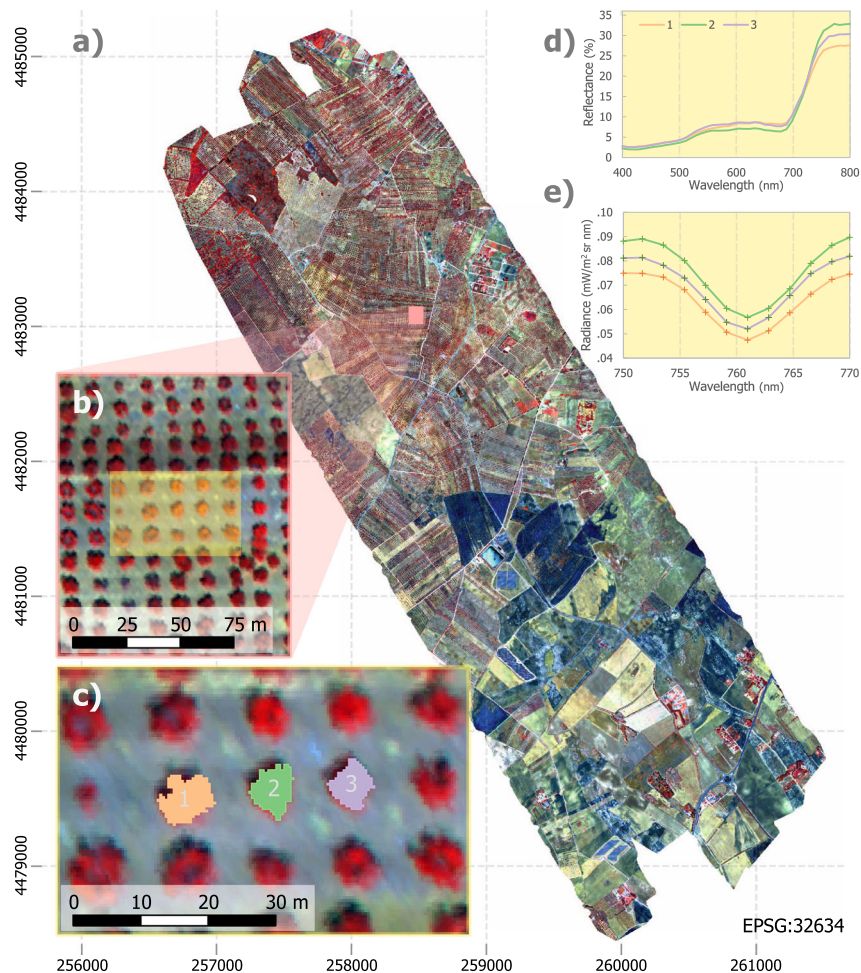 a)
4485000
4484000
4483000
4482000
4481000
4480000
4479000
256000 257000 258000 259000 260000 261000
EPSG:32634
b)
0 25 50 75 m
c)
1 2 3
0 10 20 30 m
d)
Reflectance (%)
35
30
25
20
15
10
5
0
1 2 3
400 500 600 700 800
Wavelength (nm)
e)
Radiance (mW/m² sr nm)
.10
.09
.08
.07
.06
.05
.04
750 755 760 765 770
Wavelength (nm)